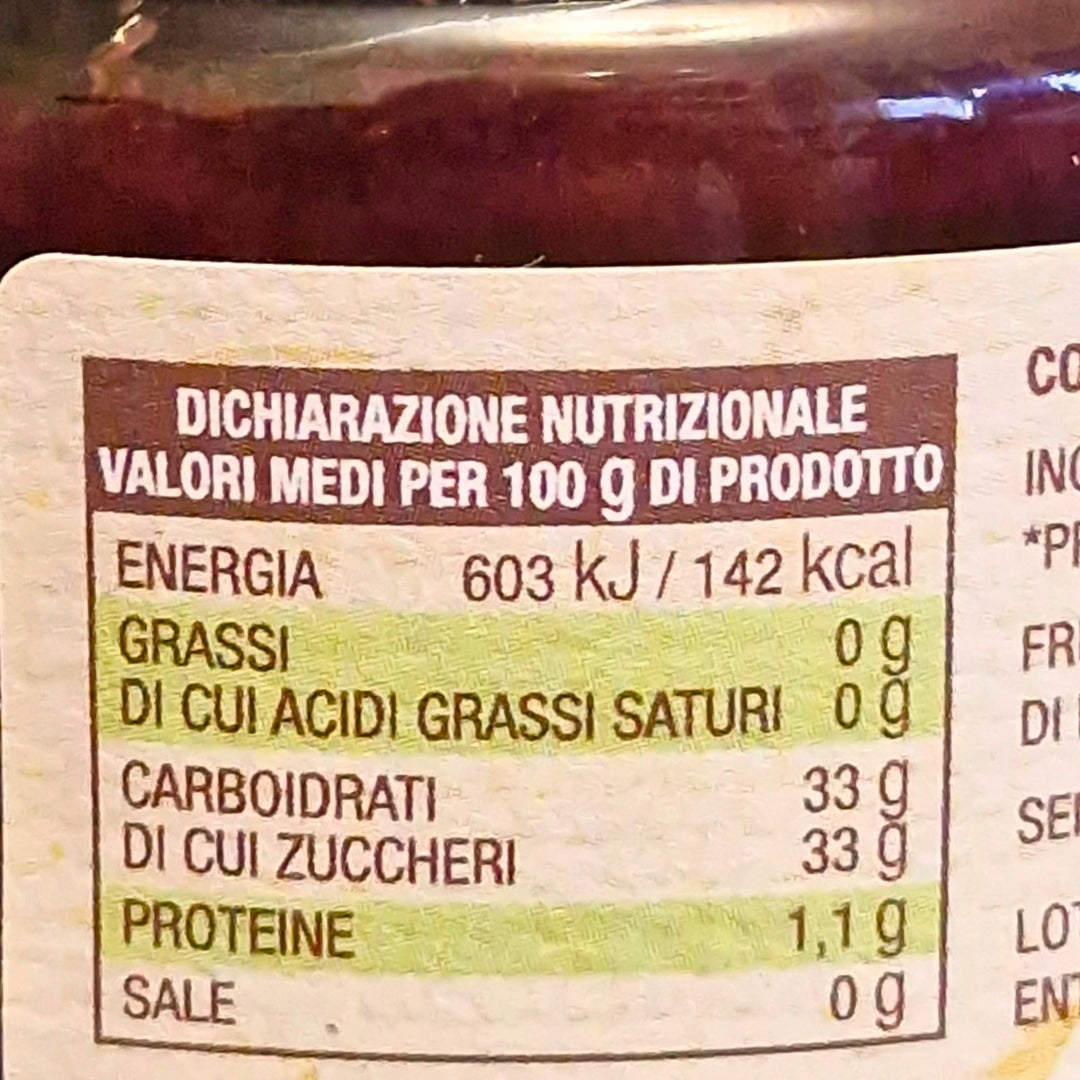 DICHIARAZIONE NUTRIZIONALE
VALORI MEDI PER 100 g DI PRODOTTO
ENERGIA 603 kJ / 142 kcal
GRASSI 0 g
DI CUI ACIDI GRASSI SATURI 0 g
CARBOIDRATI 33 g
DI CUI ZUCCHERI 33 g
PROTEINE 1,1 g
SALE 0 g
DI